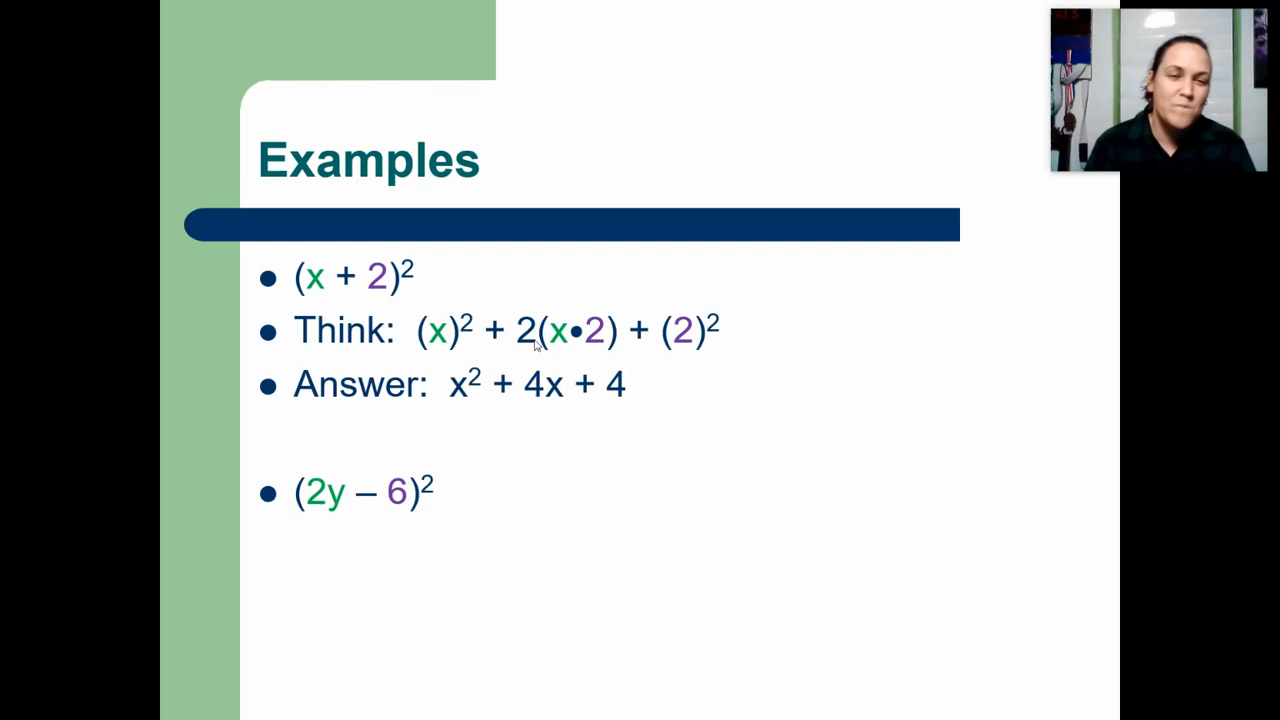 Examples
(x + 2)²
Think: (x)² + 2(x•2) + (2)²
Answer: x² + 4x + 4
(2y – 6)²